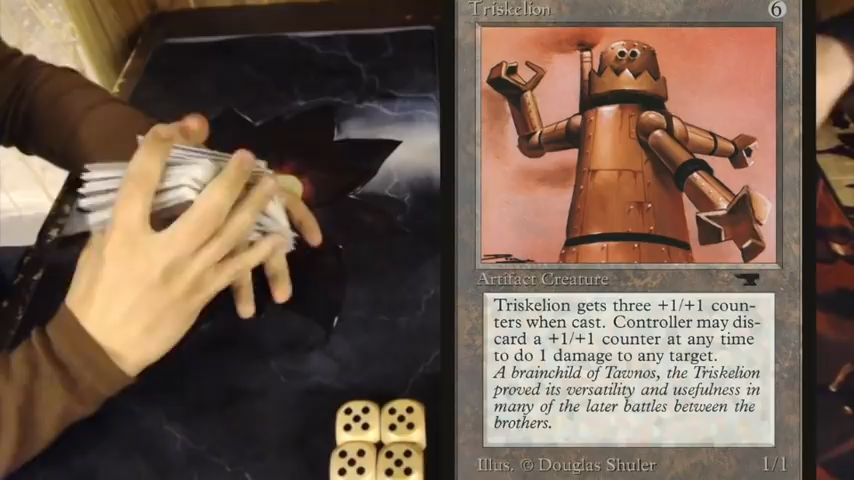 Triskelion 6
Artifact Creature
Triskelion gets three +1/+1 coun-
ters when cast. Controller may dis-
card a +1/+1 counter at any time
to do 1 damage to any target.
A brainchild of Tawnos, the Triskelion
proved its versatility and usefulness in
many of the later battles between the
brothers.
Illus. © Douglas Shuler 1/1